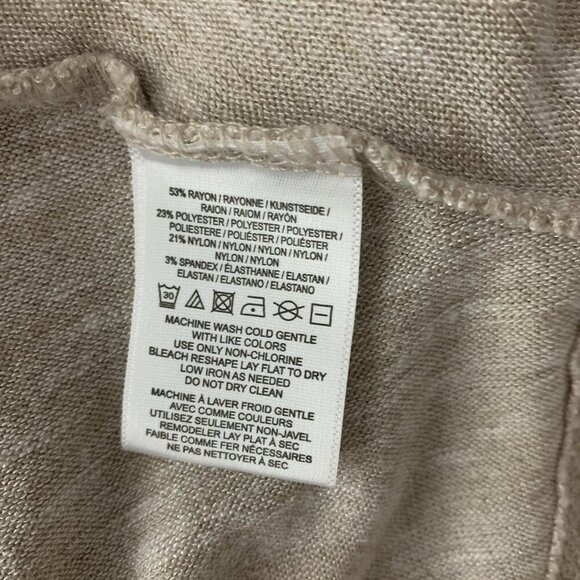 53% RAYON / RAYONNE / KUNSTSEIDE /
RAION / RAIOM / RAYÓN
23% POLYESTER / POLYESTER / POLYESTER /
POLIESTERE / POLIÉSTER / POLIÉSTER
21% NYLON / NYLON / NYLON / NYLON /
NYLON / NYLON
3% SPANDEX / ÉLASTHANNE / ELASTAN /
ELASTAN / ELASTANO / ELASTANO
30
MACHINE WASH COLD GENTLE
WITH LIKE COLORS
USE ONLY NON-CHLORINE
BLEACH RESHAPE LAY FLAT TO DRY
LOW IRON AS NEEDED
DO NOT DRY CLEAN
MACHINE À LAVER FROID GENTLE
AVEC COMME COULEURS
UTILISEZ SEULEMENT NON-JAVEL
REMODELER LAY PLAT À SEC
FAIBLE COMME FER NÉCESSAIRES
NE PAS NETTOYER À SEC